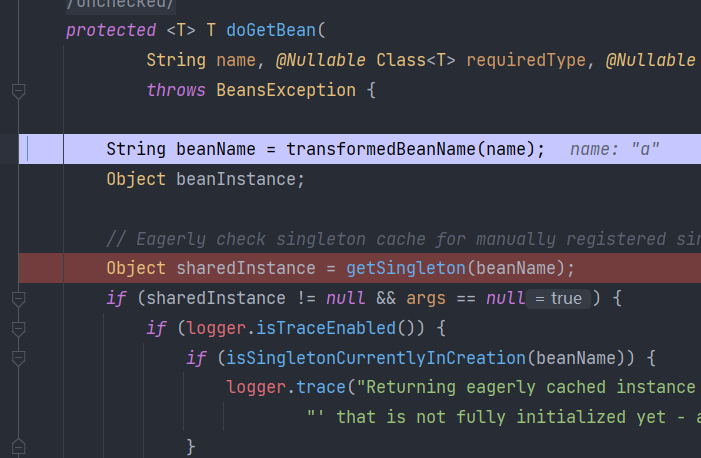 /unchecked/
protected <T> T doGetBean(
String name, @Nullable Class<T> requiredType, @Nullable
throws BeansException {
String beanName = transformedBeanName(name); name: "a"
Object beanInstance;
// Eagerly check singleton cache for manually registered
Object sharedInstance = getSingleton(beanName);
if (sharedInstance != null && args == null = true ) {
if (logger.isTraceEnabled()) {
if (isSingletonCurrentlyInCreation(beanName)) {
logger.trace("Returning eagerly cached instance
"' that is not fully initialized yet - a
}